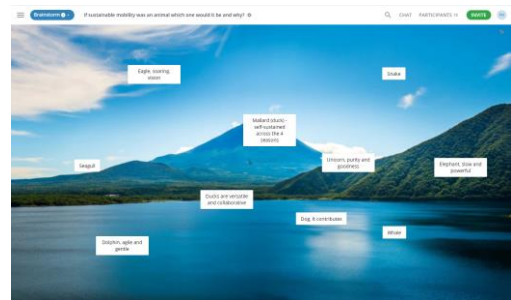 Brainstorm
If sustainable mobility was an animal which one would it be and why?
CHAT
PARTICIPANTS
INVITE
Eagle, soaring,
vision
Snake
Mallard (duck) -
self-sustained
across the 4
seasons
Seagull
Unicorn, purity and
goodness
Elephant, slow and
powerful
Ducks are versatile
and collaborative
Dog, it contributes
Whale
Dolphin, agile and
gentle